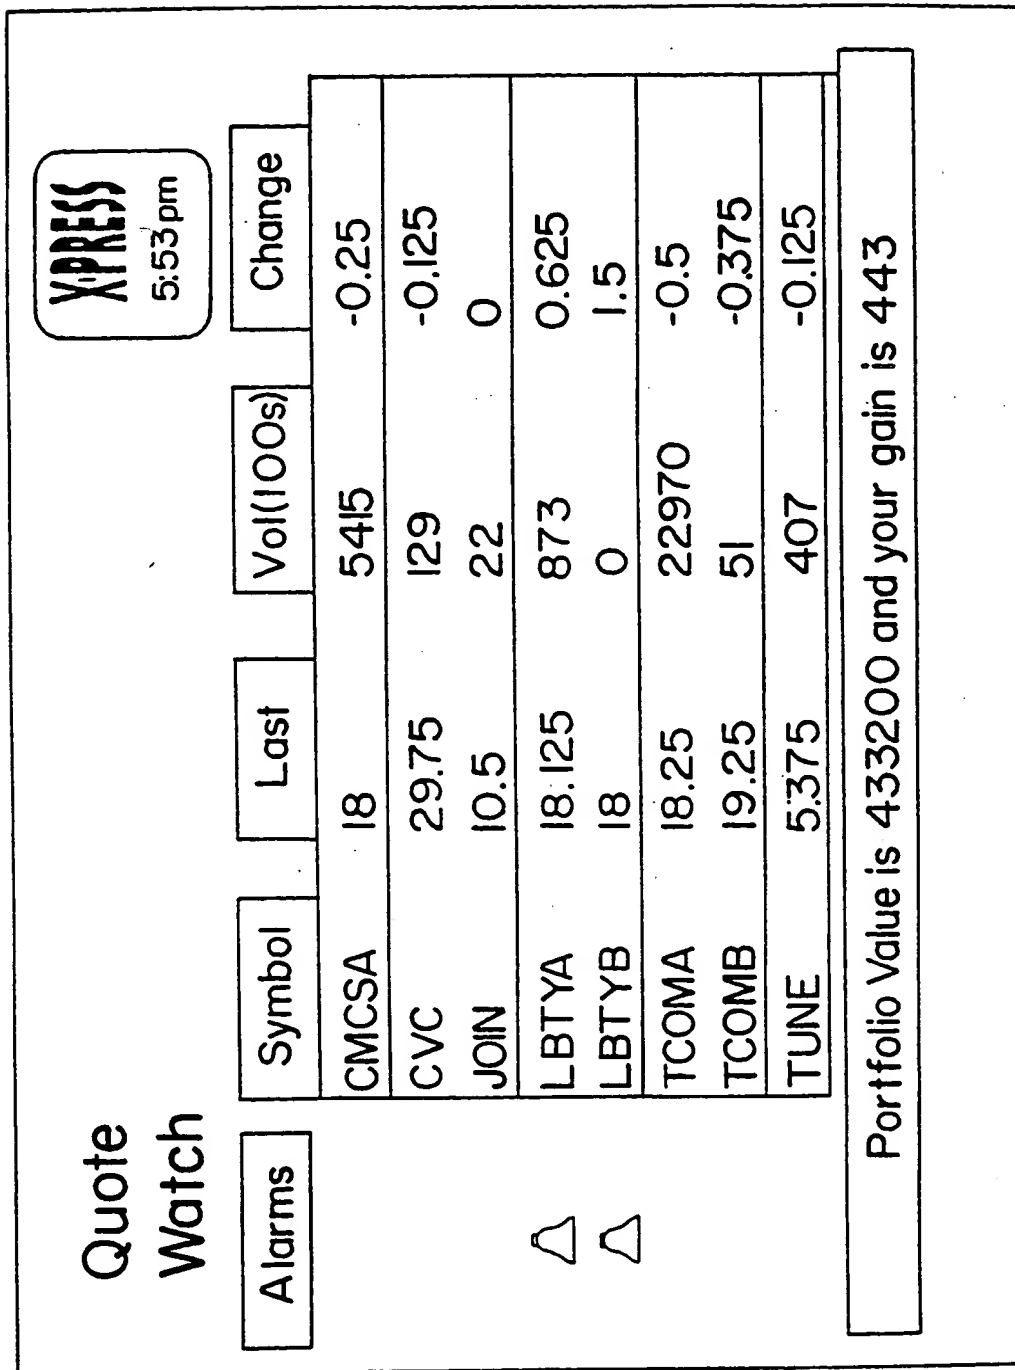 Quote
Watch
X·PRESS
5:53pm
Alarms Symbol Last Vol(100s) Change
CMCSA 18 5415 -0.25
CVC 29.75 129 -0.125
JOIN 10.5 22 0
LBTYA 18.125 873 0.625
LBTYB 18 0 1.5
TCOMA 18.25 22970 -0.5
TCOMB 19.25 51 -0.375
TUNE 5.375 407 -0.125
Portfolio Value is 433200 and your gain is 443